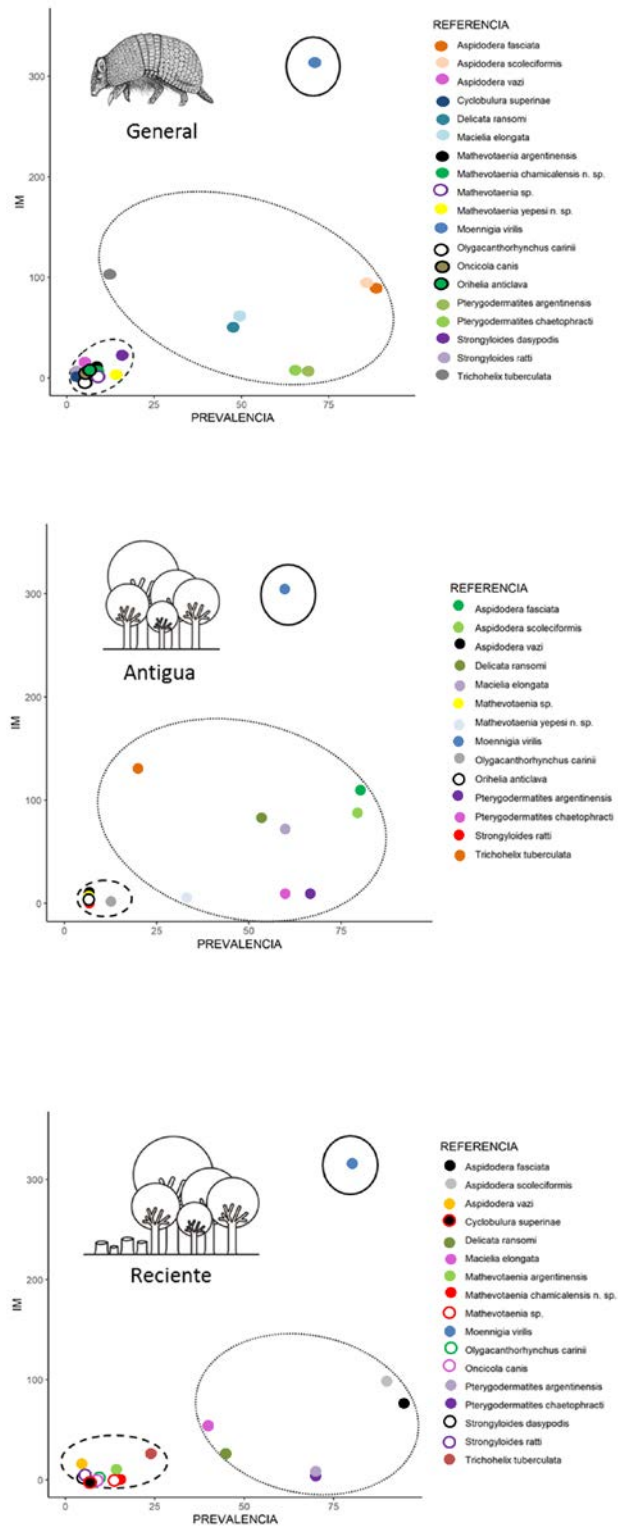 REFERENCIA
Aspidodera fasciata
Aspidodera scoleciformis
Aspidodera vazi
Cyclobulura superinae
Delicata ransomi
Macielia elongata
Mathevotaenia argentinensis
Mathevotaenia chamicalensis n. sp.
Mathevotaenia sp.
Mathevotaenia yepesi n. sp.
Moennigia virilis
Olygacanthorhynchus carinii
Oncicola canis
Orihelia anticlava
Pterygodermatites argentinensis
Pterygodermatites chaetophracti
Strongyloides dasypodis
Strongyloides ratti
Trichohelix tuberculata
General
IM
300
200
100
0
0 25 50 75
PREVALENCIA
REFERENCIA
Aspidodera fasciata
Aspidodera scoleciformis
Aspidodera vazi
Delicata ransomi
Macielia elongata
Mathevotaenia sp.
Mathevotaenia yepesi n. sp.
Moennigia virilis
Olygacanthorhynchus carinii
Orihelia anticlava
Pterygodermatites argentinensis
Pterygodermatites chaetophracti
Strongyloides ratti
Trichohelix tuberculata
Antigua
IM
300
200
100
0
0 25 50 75
PREVALENCIA
REFERENCIA
Aspidodera fasciata
Aspidodera scoleciformis
Aspidodera vazi
Cyclobulura superinae
Delicata ransomi
Macielia elongata
Mathevotaenia argentinensis
Mathevotaenia chamicalensis n. sp.
Mathevotaenia sp.
Moennigia virilis
Olygacanthorhynchus carinii
Oncicola canis
Pterygodermatites argentinensis
Pterygodermatites chaetophracti
Strongyloides dasypodis
Strongyloides ratti
Trichohelix tuberculata
Reciente
IM
300
200
100
0
0 25 50 75
PREVALENCIA